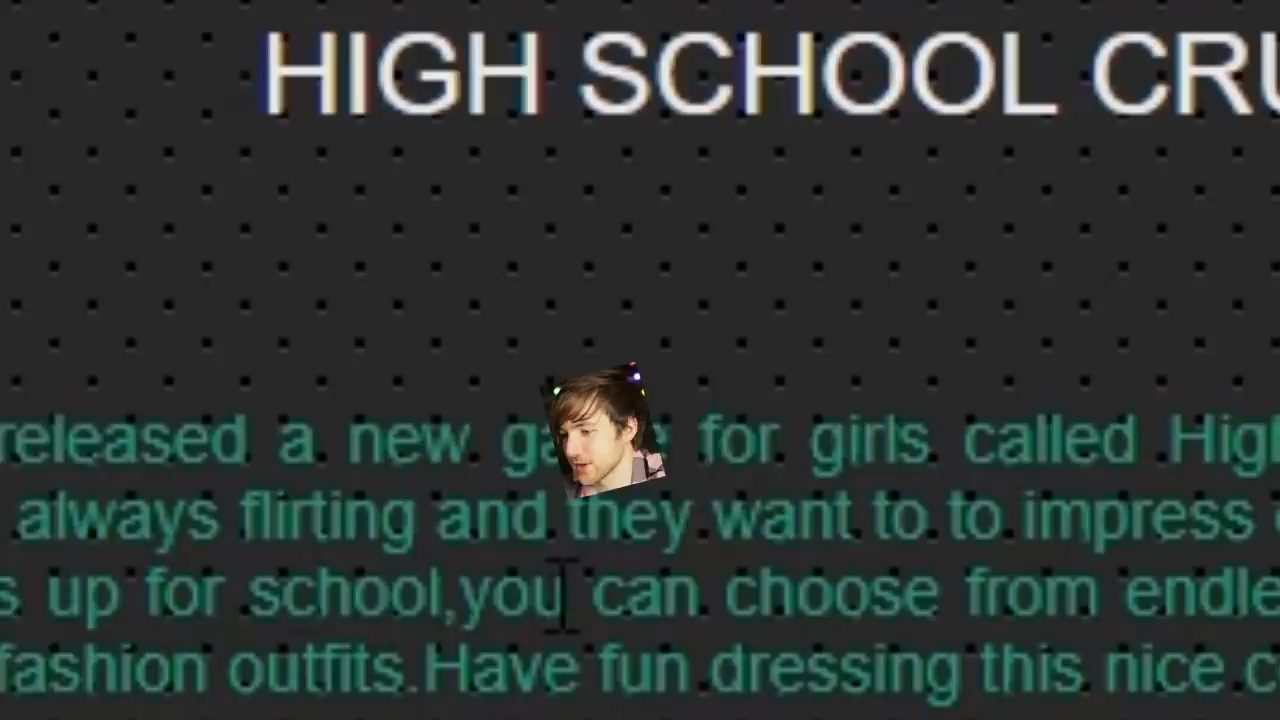 HIGH SCHOOL CRU
released a new ga e for girls called High
always flirting and they want to to impress
s up for school,you can choose from endle
fashion outfits.Have fun dressing this nice c